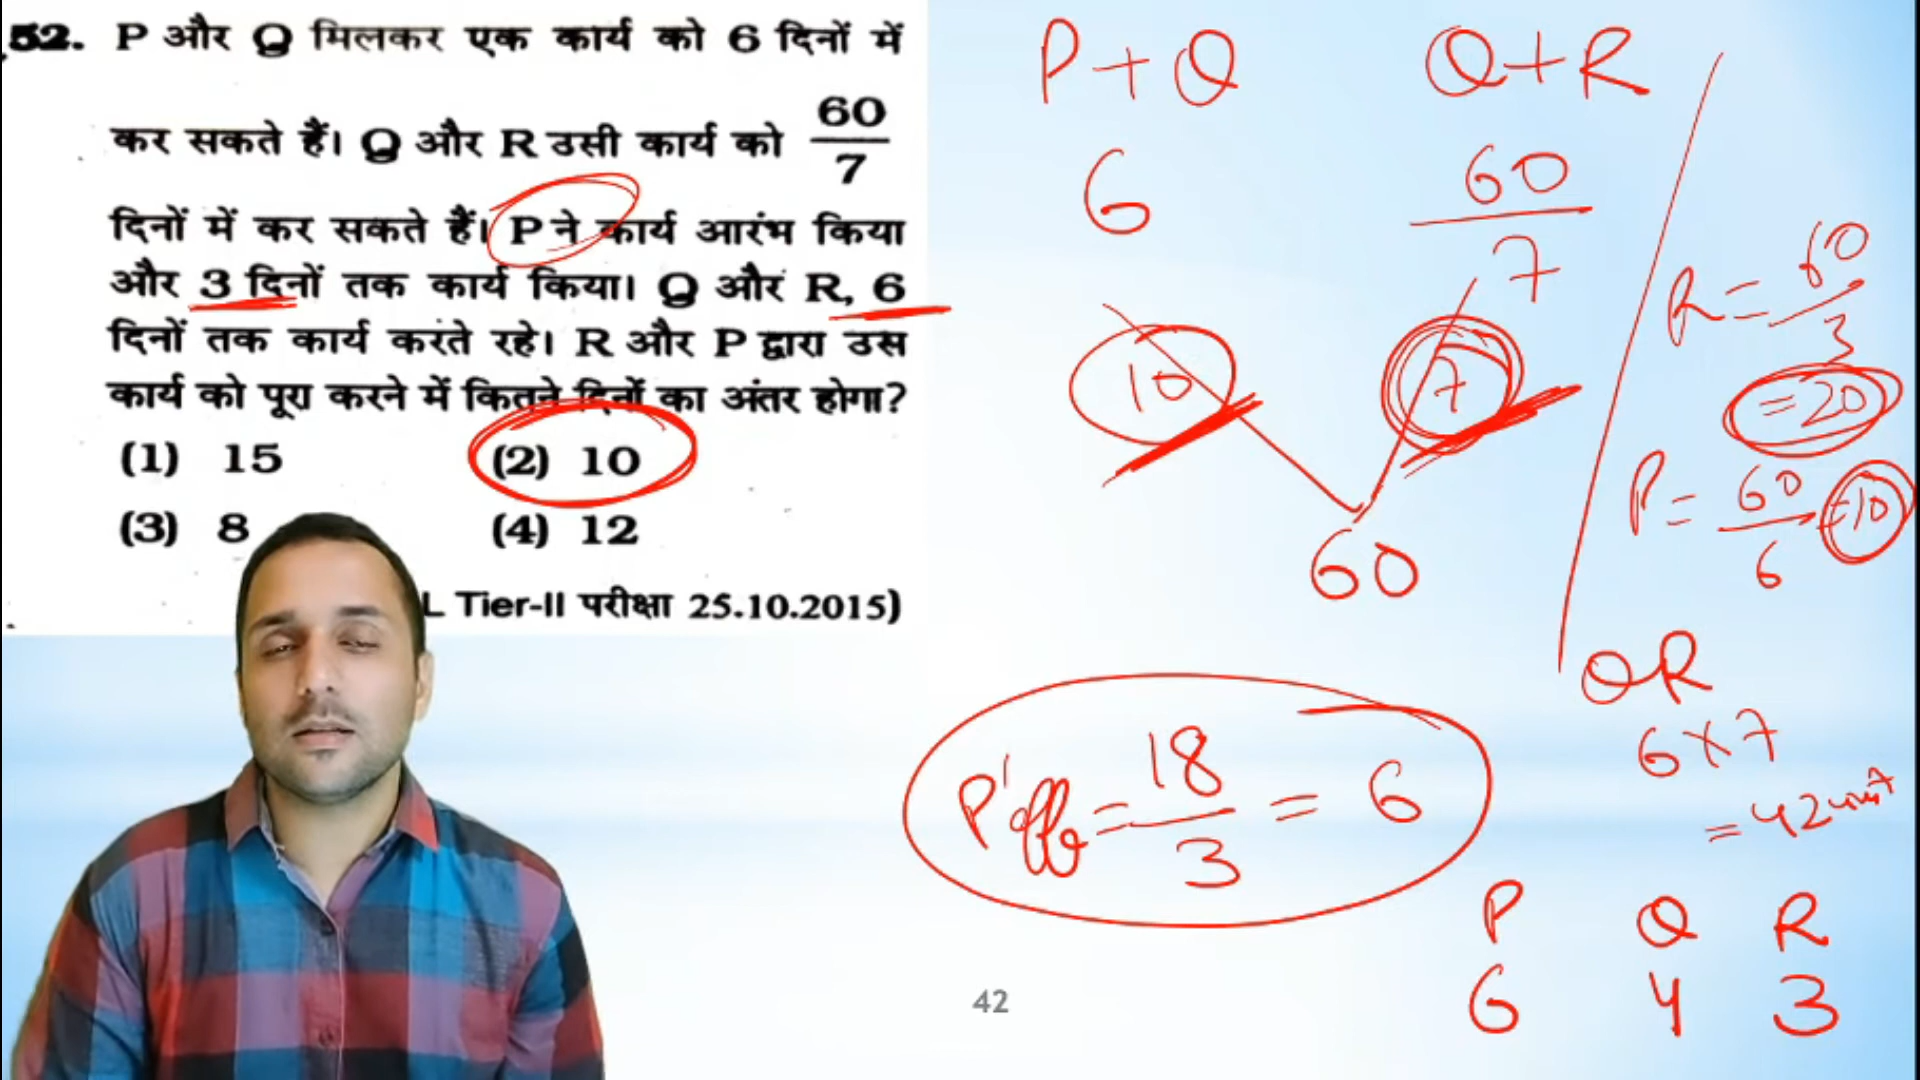 52. P और Q मिलकर एक कार्य को 6 दिनों में
कर सकते हैं। Q और R उसी कार्य को 60/7
दिनों में कर सकते हैं। P ने कार्य आरंभ किया
और 3 दिनों तक कार्य किया। Q और R, 6
दिनों तक कार्य करते रहे। R और P द्वारा उस
कार्य को पूरा करने में कितने दिनों का अंतर होगा?
(1) 15 (2) 10
(3) 8 (4) 12
L Tier-II परीक्षा 25.10.2015)
P+Q Q+R
6 60/7
10 7
60
R = 60/3
= 20
P = 60/6 = 10
QR
6×7
= 42 unit
P'eff = 18/3 = 6
P Q R
6 4 3
42